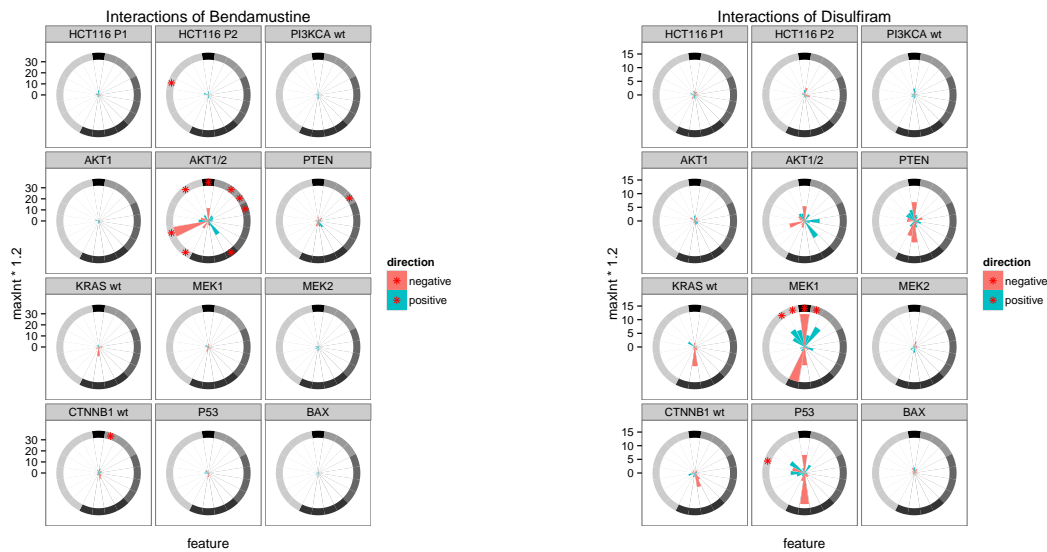 Interactions of Bendamustine
HCT116 P1 HCT116 P2 PI3KCA wt
30
20
10
0
AKT1 AKT1/2 PTEN
30
20
10
0
KRAS wt MEK1 MEK2
30
20
10
0
CTNNB1 wt P53 BAX
30
20
10
0
maxInt * 1.2
feature
direction
negative
positive
Interactions of Disulfiram
HCT116 P1 HCT116 P2 PI3KCA wt
15
10
5
0
AKT1 AKT1/2 PTEN
15
10
5
0
KRAS wt MEK1 MEK2
15
10
5
0
CTNNB1 wt P53 BAX
15
10
5
0
maxInt * 1.2
feature
direction
negative
positive